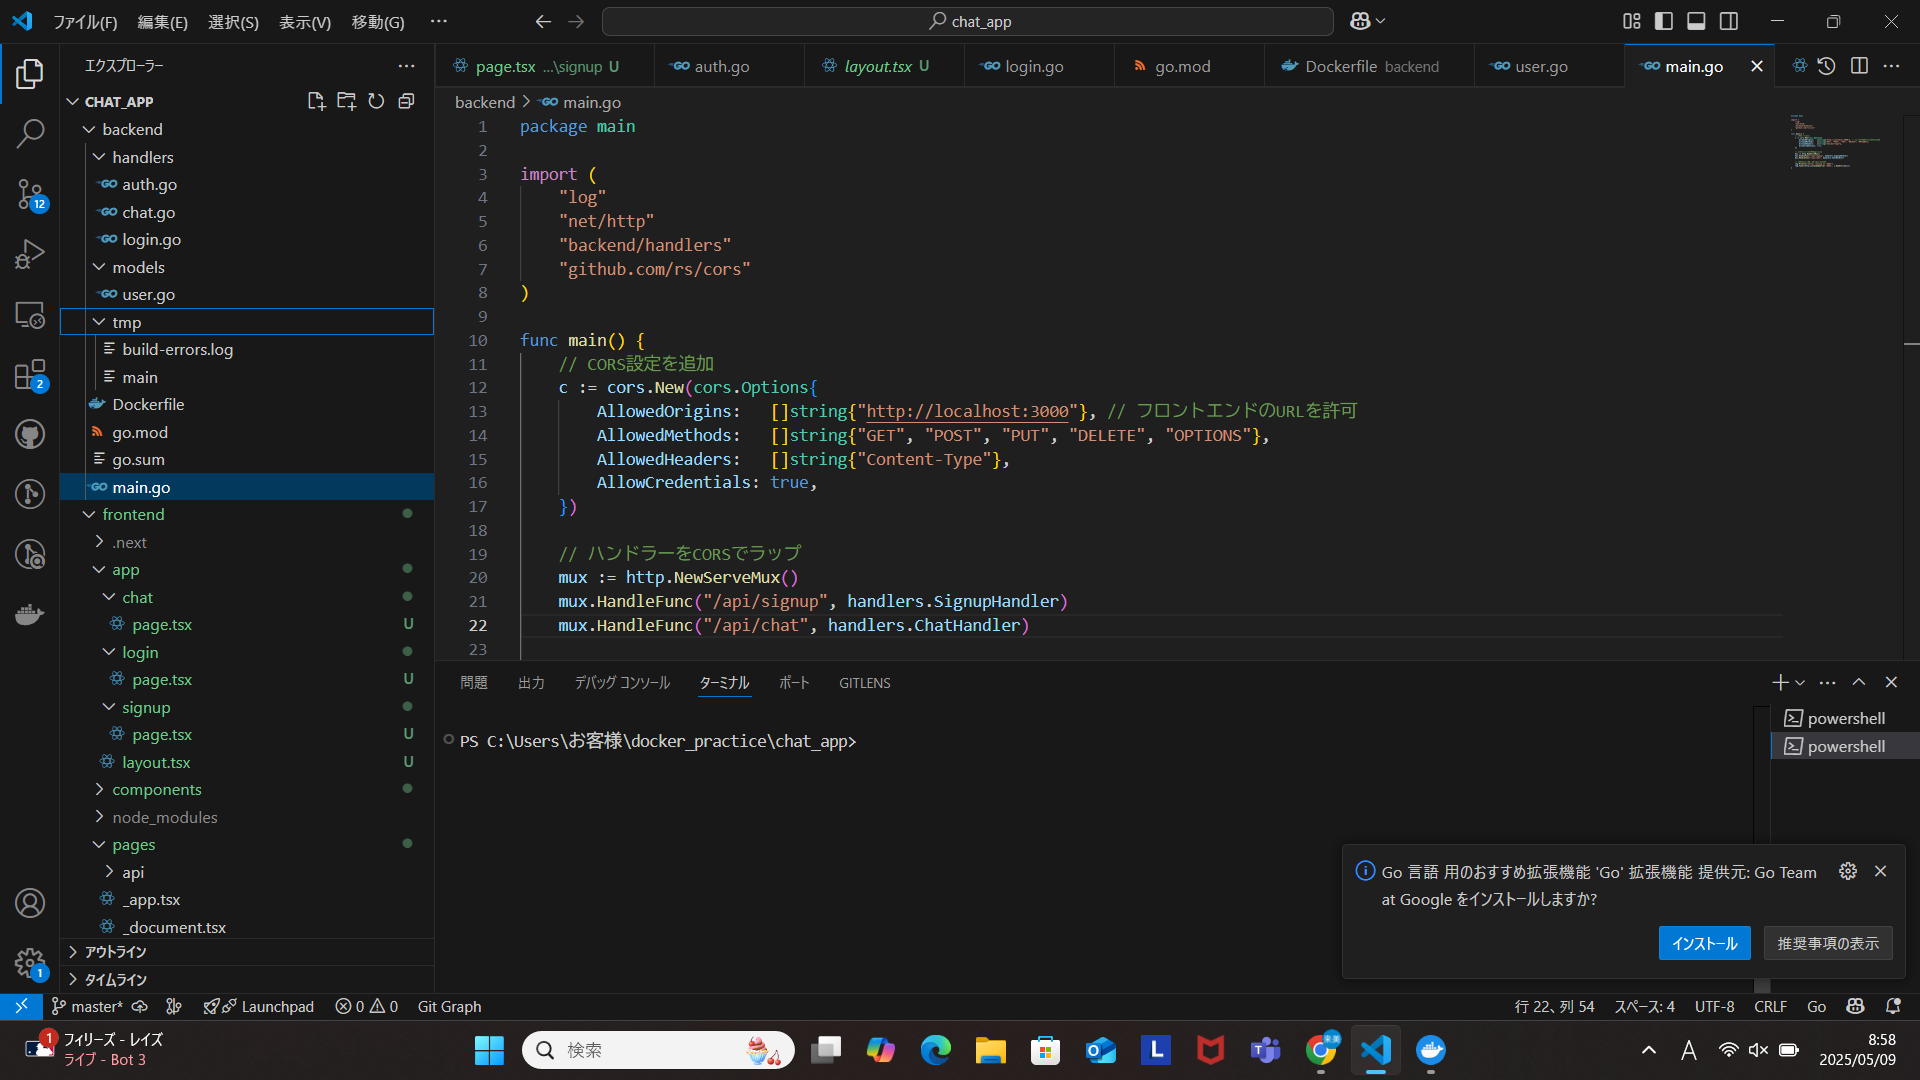 ファイル(F) 編集(E) 選択(S) 表示(V) 移動(G) ··· chat_app
エクスプローラー
CHAT_APP
backend
handlers
auth.go
chat.go
login.go
models
user.go
tmp
build-errors.log
main
Dockerfile
go.mod
go.sum
main.go
frontend
.next
app
chat
page.tsx U
login
page.tsx U
signup
page.tsx U
layout.tsx U
components
node_modules
pages
api
_app.tsx
_document.tsx
アウトライン
タイムライン
12
2
1
page.tsx ...\signup U auth.go layout.tsx U login.go go.mod Dockerfile backend user.go main.go
backend > main.go
1 package main
2
3 import (
4 "log"
5 "net/http"
6 "backend/handlers"
7 "github.com/rs/cors"
8 )
9
10 func main() {
11 // CORS設定を追加
12 c := cors.New(cors.Options{
13 AllowedOrigins: []string{"http://localhost:3000"}, // フロントエンドのURLを許可
14 AllowedMethods: []string{"GET", "POST", "PUT", "DELETE", "OPTIONS"},
15 AllowedHeaders: []string{"Content-Type"},
16 AllowCredentials: true,
17 })
18
19 // ハンドラーをCORSでラップ
20 mux := http.NewServeMux()
21 mux.HandleFunc("/api/signup", handlers.SignupHandler)
22 mux.HandleFunc("/api/chat", handlers.ChatHandler)
23
問題 出力 デバッグ コンソール ターミナル ポート GITLENS
PS C:\Users\お客様\docker_practice\chat_app>
powershell
powershell
Go 言語 用のおすすめ拡張機能 'Go' 拡張機能 提供元: Go Team
at Google をインストールしますか?
インストール 推奨事項の表示
master* Launchpad 0 0 Git Graph 行 22、列 54 スペース: 4 UTF-8 CRLF Go
1 フィリーズ - レイズ
ライブ - Bot 3
検索
A
8:58
2025/05/09